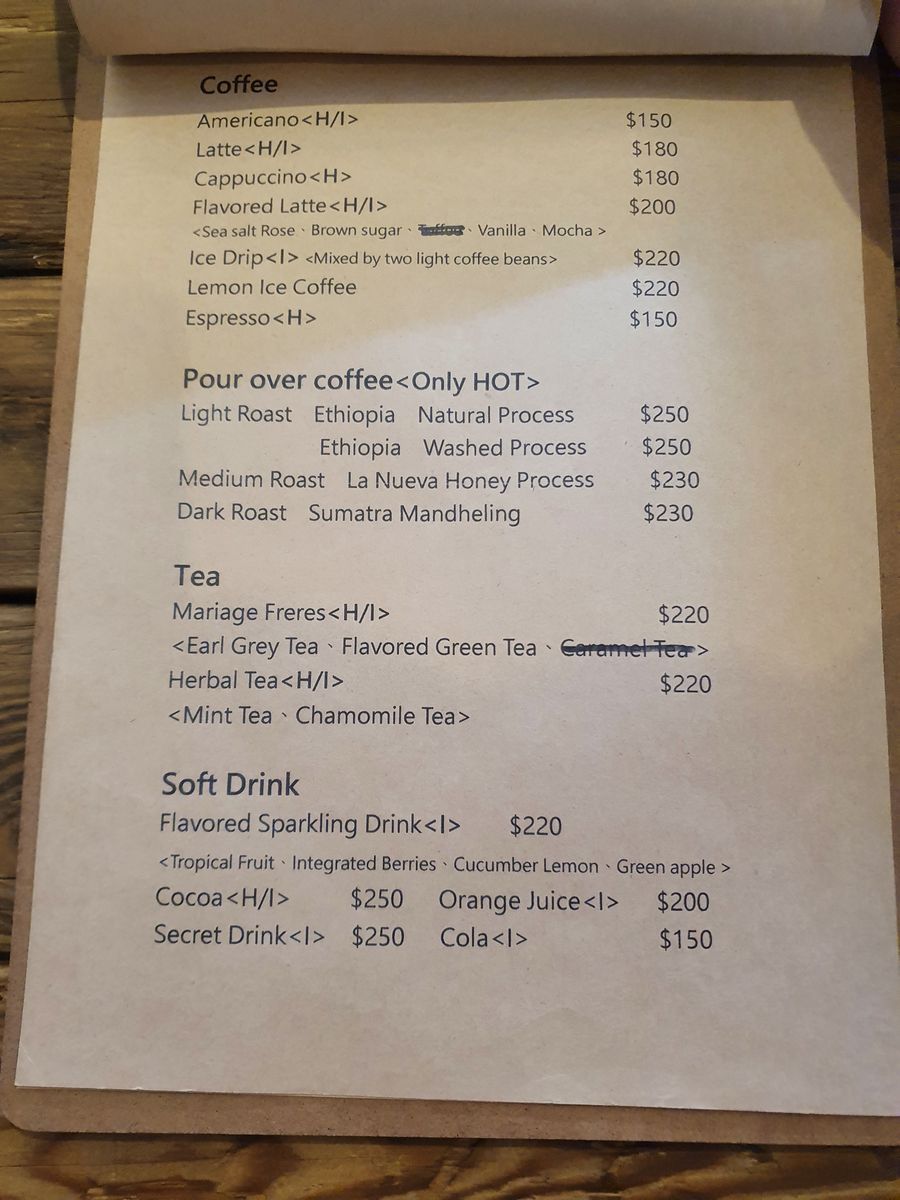 Coffee
Americano<H/I> $150
Latte<H/I> $180
Cappuccino<H> $180
Flavored Latte<H/I> $200
<Sea salt Rose、Brown sugar、Toffee、Vanilla、Mocha >
Ice Drip<I> <Mixed by two light coffee beans> $220
Lemon Ice Coffee $220
Espresso<H> $150
Pour over coffee<Only HOT>
Light Roast Ethiopia Natural Process $250
Ethiopia Washed Process $250
Medium Roast La Nueva Honey Process $230
Dark Roast Sumatra Mandheling $230
Tea
Mariage Freres<H/I> $220
<Earl Grey Tea、Flavored Green Tea、Caramel Tea>
Herbal Tea<H/I> $220
<Mint Tea、Chamomile Tea>
Soft Drink
Flavored Sparkling Drink<I> $220
<Tropical Fruit、Integrated Berries、Cucumber Lemon、Green apple >
Cocoa<H/I> $250 Orange Juice<I> $200
Secret Drink<I> $250 Cola<I> $150